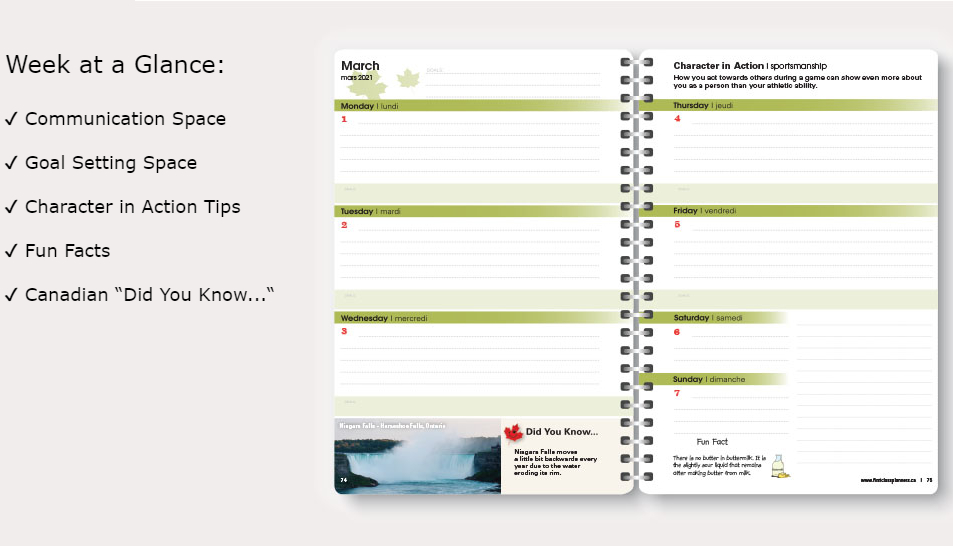 Week at a Glance:
✓ Communication Space
✓ Goal Setting Space
✓ Character in Action Tips
✓ Fun Facts
✓ Canadian “Did You Know...“
March
mars 2021
GOALS:
Monday | lundi
1
Tuesday | mardi
2
Wednesday | mercredi
3
Niagara Falls - Horseshoe Falls, Ontario
74
Did You Know...
Niagara Falls moves
a little bit backwards every
year due to the water
eroding its rim.
Character in Action | sportsmanship
How you act towards others during a game can show even more about
you as a person than your athletic ability.
Thursday | jeudi
4
Friday | vendredi
5
Saturday | samedi
6
Sunday | dimanche
7
Fun Fact
There is no butter in buttermilk. It is
the slightly sour liquid that remains
after making butter from milk.
www.firstclassplanners.ca | 75